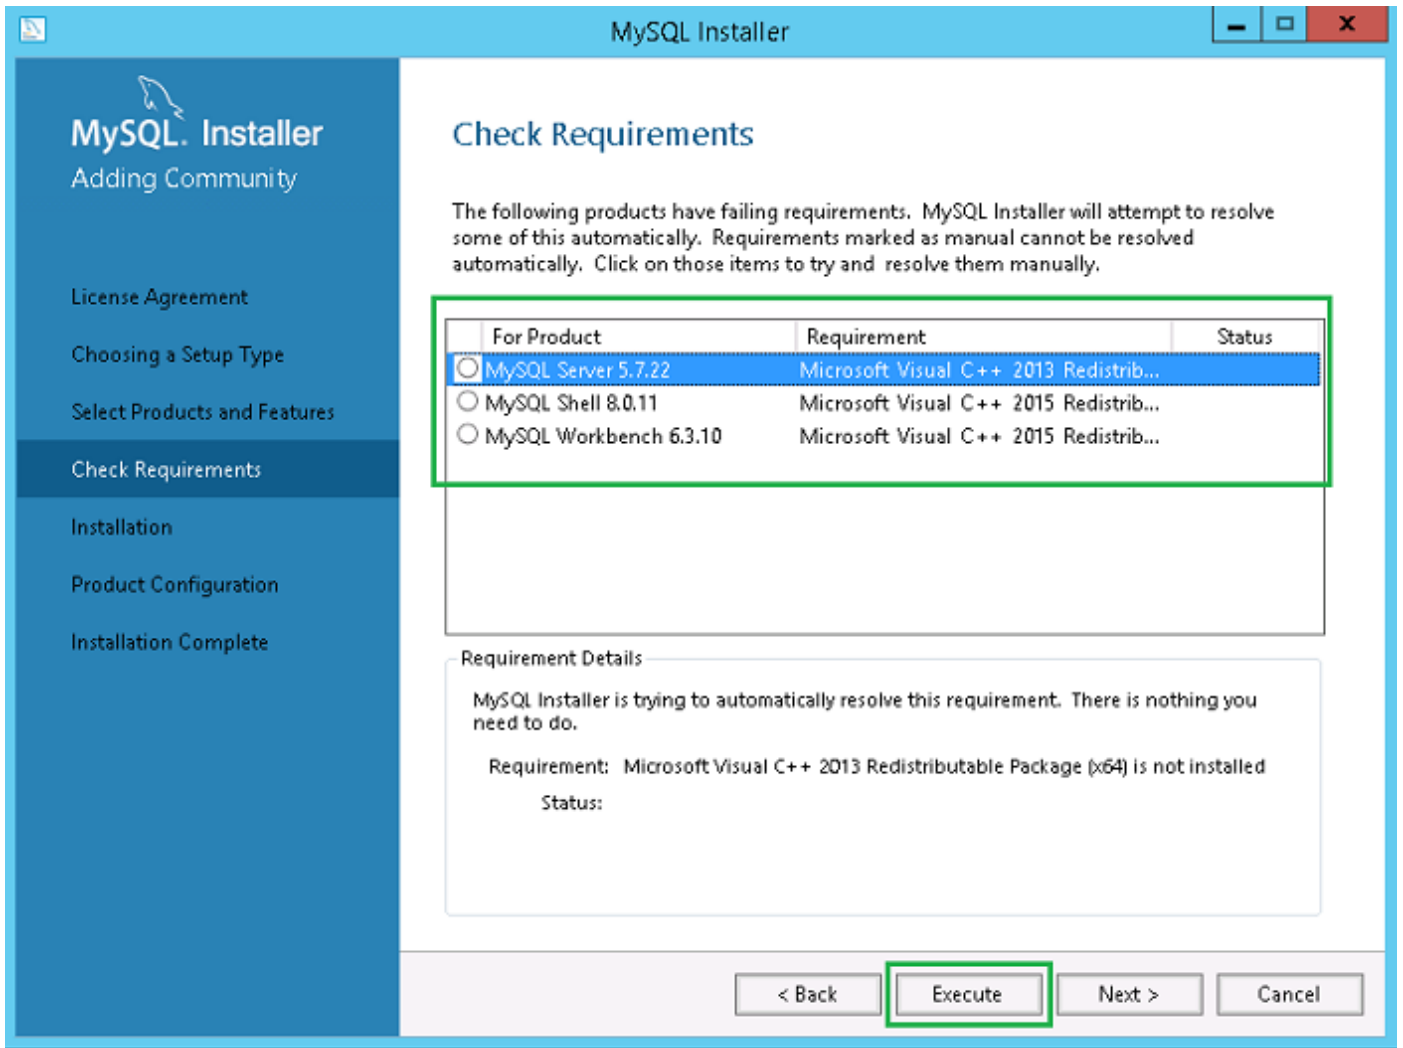 MySQL Installer
MySQL. Installer
Adding Community
License Agreement
Choosing a Setup Type
Select Products and Features
Check Requirements
Installation
Product Configuration
Installation Complete
Check Requirements
The following products have failing requirements. MySQL Installer will attempt to resolve
some of this automatically. Requirements marked as manual cannot be resolved
automatically. Click on those items to try and resolve them manually.
For Product Requirement Status
MySQL Server 5.7.22 Microsoft Visual C++ 2013 Redistrib...
MySQL Shell 8.0.11 Microsoft Visual C++ 2015 Redistrib...
MySQL Workbench 6.3.10 Microsoft Visual C++ 2015 Redistrib...
Requirement Details
MySQL Installer is trying to automatically resolve this requirement. There is nothing you
need to do.
Requirement: Microsoft Visual C++ 2013 Redistributable Package (x64) is not installed
Status:
< Back Execute Next > Cancel